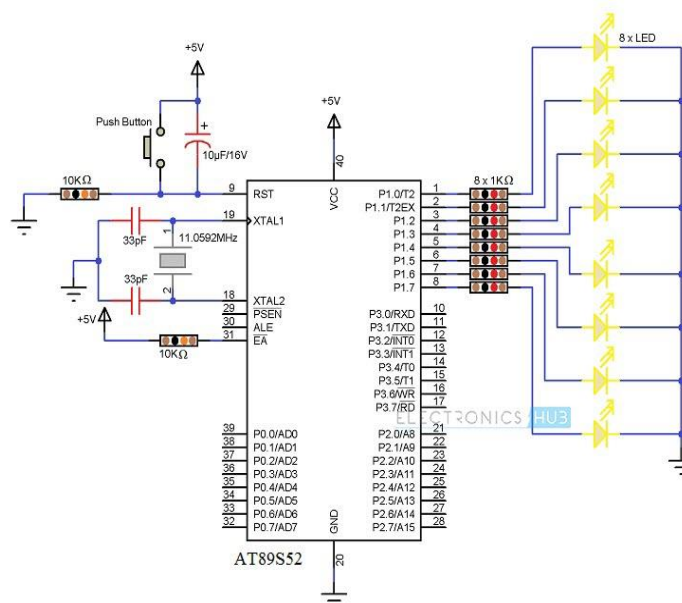 +5V
8 x LED
Push Button
+5V
+
10µF/16V
40
VCC
10KΩ
8 x 1KΩ
9 RST
P1.0/T2 1
P1.1/T2EX 2
19 XTAL1
P1.2 3
33pF
1
11.0592MHz
P1.3 4
P1.4 5
P1.5 6
33pF
2
P1.6 7
18 XTAL2
P1.7 8
29 PSEN
+5V
30 ALE
P3.0/RXD 10
31 EA
P3.1/TXD 11
10KΩ
P3.2/INT0 12
P3.3/INT1 13
P3.4/T0 14
P3.5/T1 15
P3.6/WR 16
P3.7/RD 17
ELECTRONICS HUB
39 P0.0/AD0
P2.0/A8 21
38 P0.1/AD1
P2.1/A9 22
37 P0.2/AD2
P2.2/A10 23
36 P0.3/AD3
P2.3/A11 24
35 P0.4/AD4
P2.4/A12 25
34 P0.5/AD5
P2.5/A13 26
33 P0.6/AD6
P2.6/A14 27
32 P0.7/AD7
P2.7/A15 28
GND
20
AT89S52